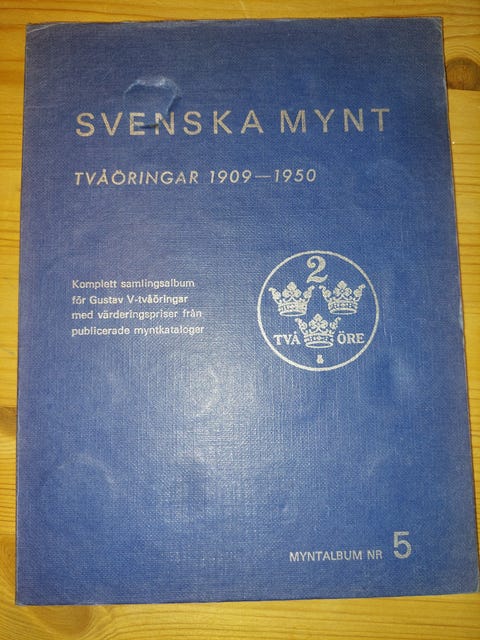 SVENSKA MYNT
TVÅÖRINGAR 1909—1950
Komplett samlingsalbum
för Gustav V-tvåöringar
med värderingspriser från
publicerade myntkataloger
2
TVÅ ÖRE
&
MYNTALBUM NR 5